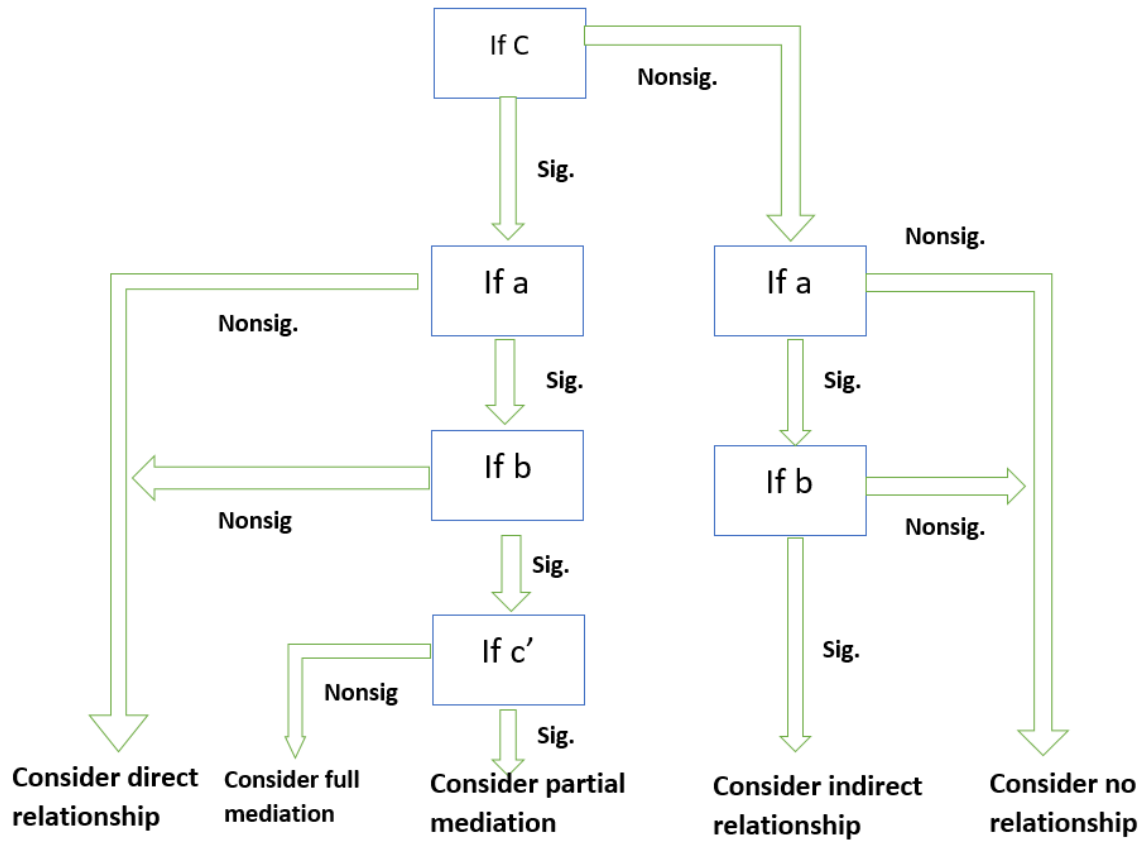 If C
Nonsig.
Sig.
Nonsig.
If a
If a
Nonsig.
Sig.
Sig.
If b
If b
Nonsig
Nonsig.
Sig.
If c’
Sig.
Nonsig
Sig.
Consider direct
relationship
Consider full
mediation
Consider partial
mediation
Consider indirect
relationship
Consider no
relationship